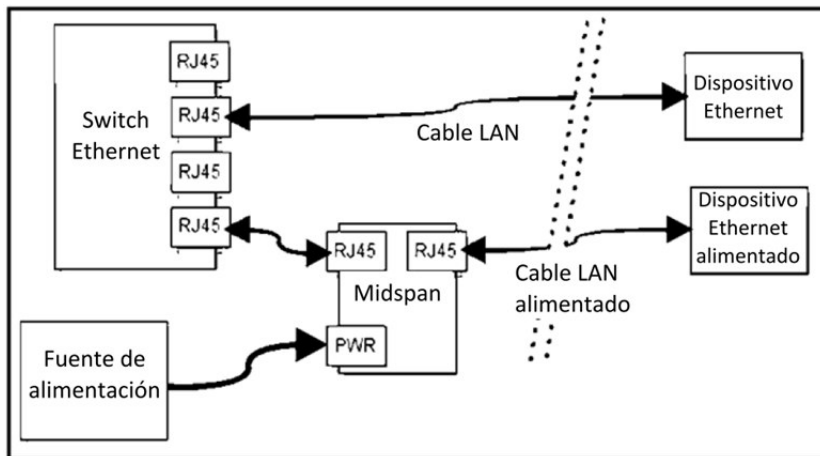 RJ45
Switch
Ethernet
RJ45
RJ45
RJ45
Cable LAN
Dispositivo
Ethernet
RJ45
RJ45
Midspan
PWR
Cable LAN
alimentado
Dispositivo
Ethernet
alimentado
Fuente de
alimentación